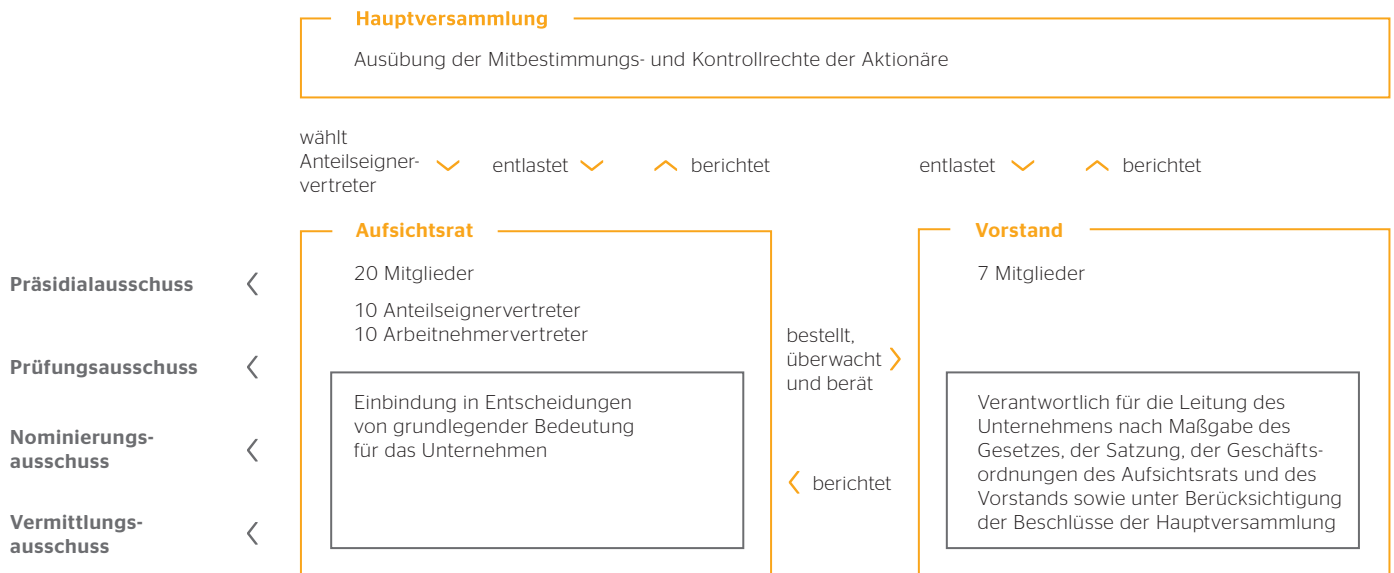 Hauptversammlung
Ausübung der Mitbestimmungs- und Kontrollrechte der Aktionäre
wählt
Anteilseigner-
vertreter
entlastet
berichtet
entlastet
berichtet
Präsidialausschuss
Prüfungsausschuss
Nominierungs-
ausschuss
Vermittlungs-
ausschuss
Aufsichtsrat
20 Mitglieder
10 Anteilseignervertreter
10 Arbeitnehmervertreter
Einbindung in Entscheidungen
von grundlegender Bedeutung
für das Unternehmen
bestellt,
überwacht
und berät
berichtet
Vorstand
7 Mitglieder
Verantwortlich für die Leitung des
Unternehmens nach Maßgabe des
Gesetzes, der Satzung, der Geschäfts-
ordnungen des Aufsichtsrats und des
Vorstands sowie unter Berücksichtigung
der Beschlüsse der Hauptversammlung